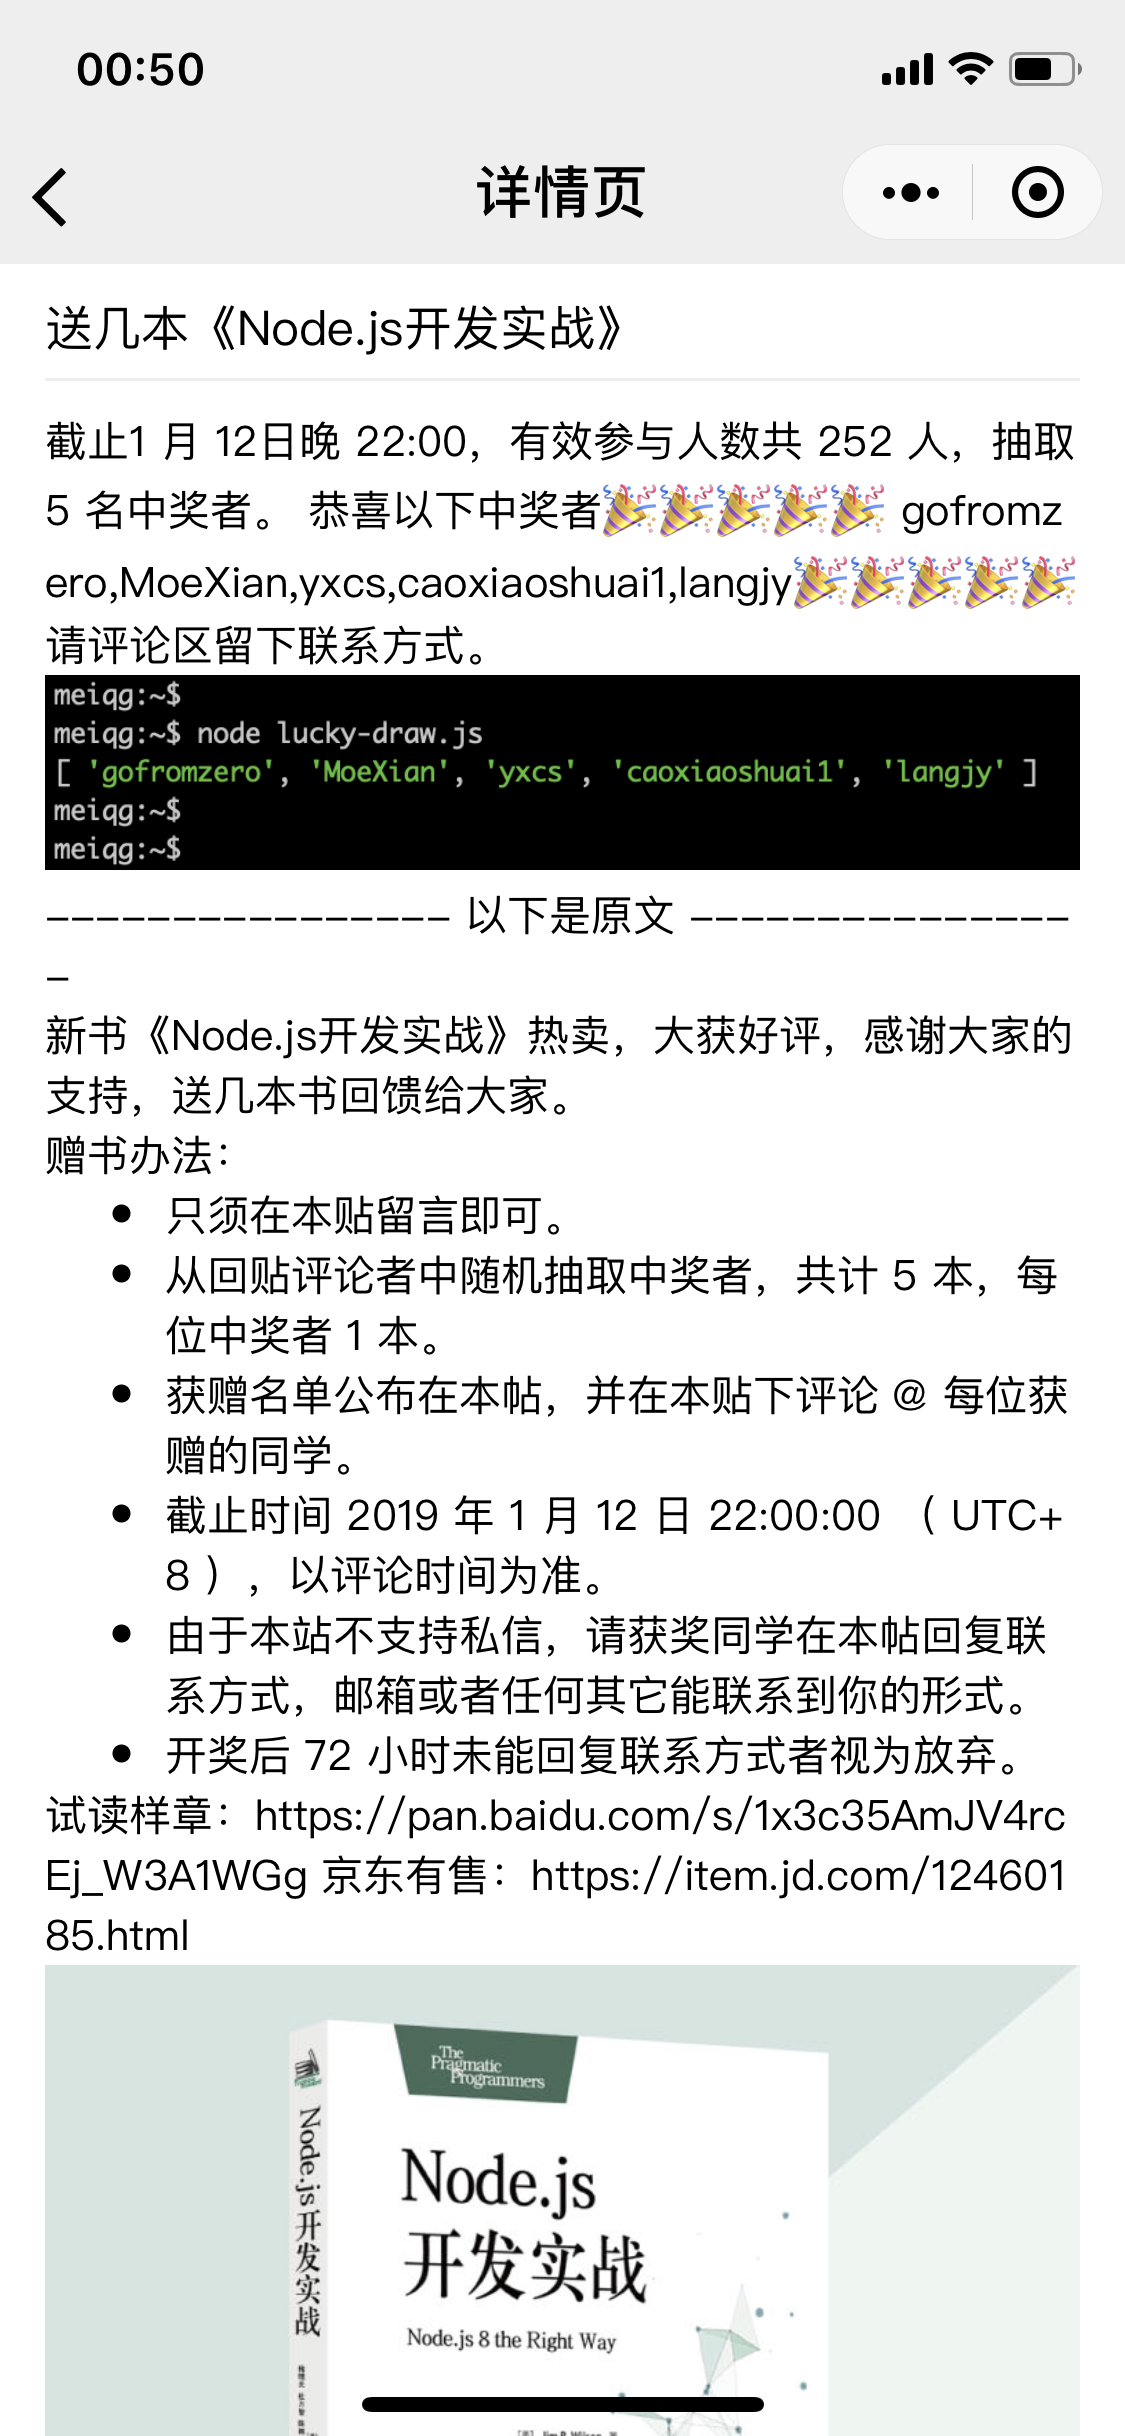 00:50
详情页
送几本《Node.js开发实战》
截止1 月 12日晚 22:00，有效参与人数共 252 人，抽取
5 名中奖者。 恭喜以下中奖者🎉🎉🎉🎉🎉 gofromz
ero,MoeXian,yxcs,caoxiaoshuai1,langjy🎉🎉🎉🎉🎉
请评论区留下联系方式。
meiqg:~$
meiqg:~$ node lucky-draw.js
[ 'gofromzero', 'MoeXian', 'yxcs', 'caoxiaoshuai1', 'langjy' ]
meiqg:~$
meiqg:~$
---------------- 以下是原文 ---------------
-
新书《Node.js开发实战》热卖，大获好评，感谢大家的
支持，送几本书回馈给大家。
赠书办法：
● 只须在本贴留言即可。
● 从回贴评论者中随机抽取中奖者，共计 5 本，每
位中奖者 1 本。
● 获赠名单公布在本帖，并在本贴下评论 @ 每位获
赠的同学。
● 截止时间 2019 年 1 月 12 日 22:00:00 （ UTC+
8 ） ，以评论时间为准。
● 由于本站不支持私信，请获奖同学在本帖回复联
系方式，邮箱或者任何其它能联系到你的形式。
● 开奖后 72 小时未能回复联系方式者视为放弃。
试读样章：https://pan.baidu.com/s/1x3c35AmJV4rc
Ej_W3A1WGg 京东有售：https://item.jd.com/124601
85.html
The
Pragmatic
Programmers
Node.js
开发实战
Node.js 8 the Right Way
Node.js开发实战